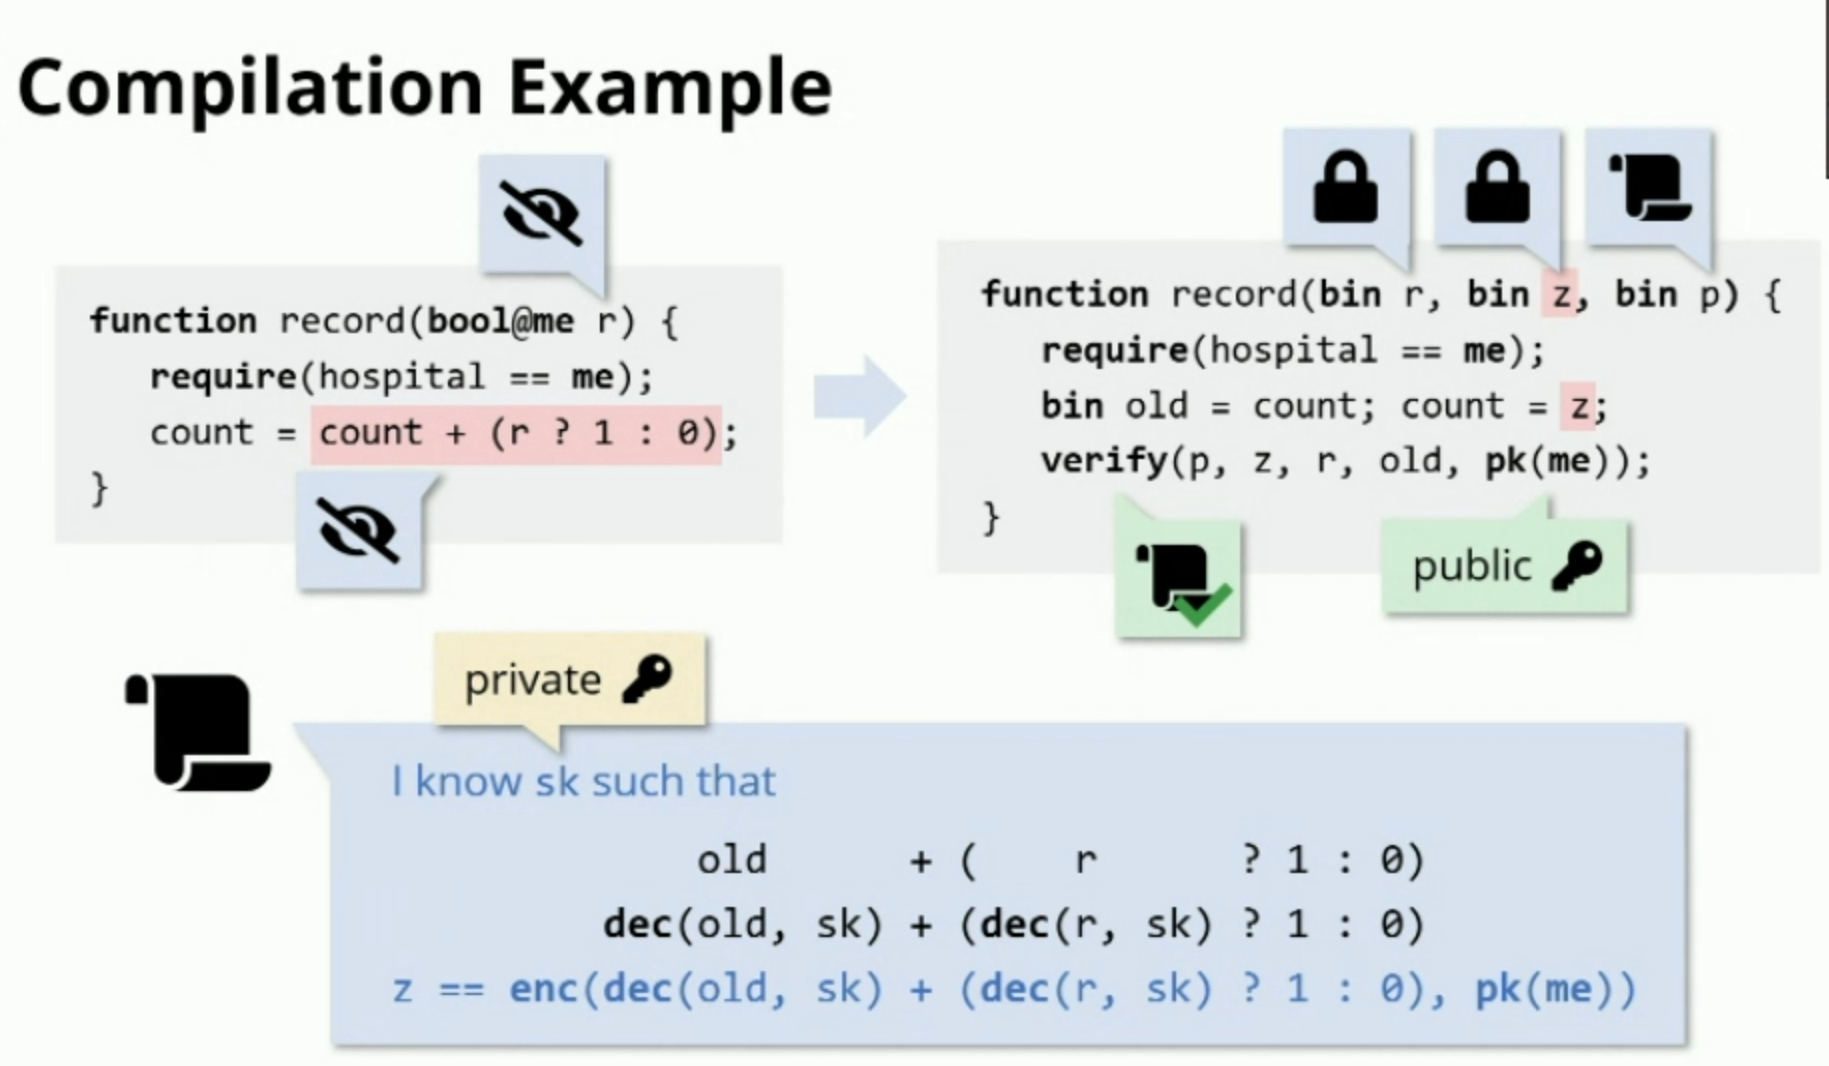 Compilation Example
function record(bool@me r) {
require(hospital == me);
count = count + (r ? 1 : 0);
}
function record(bin r, bin z, bin p) {
require(hospital == me);
bin old = count; count = z;
verify(p, z, r, old, pk(me));
}
public
private
I know sk such that
old + ( r ? 1 : 0)
dec(old, sk) + (dec(r, sk) ? 1 : 0)
z == enc(dec(old, sk) + (dec(r, sk) ? 1 : 0), pk(me))